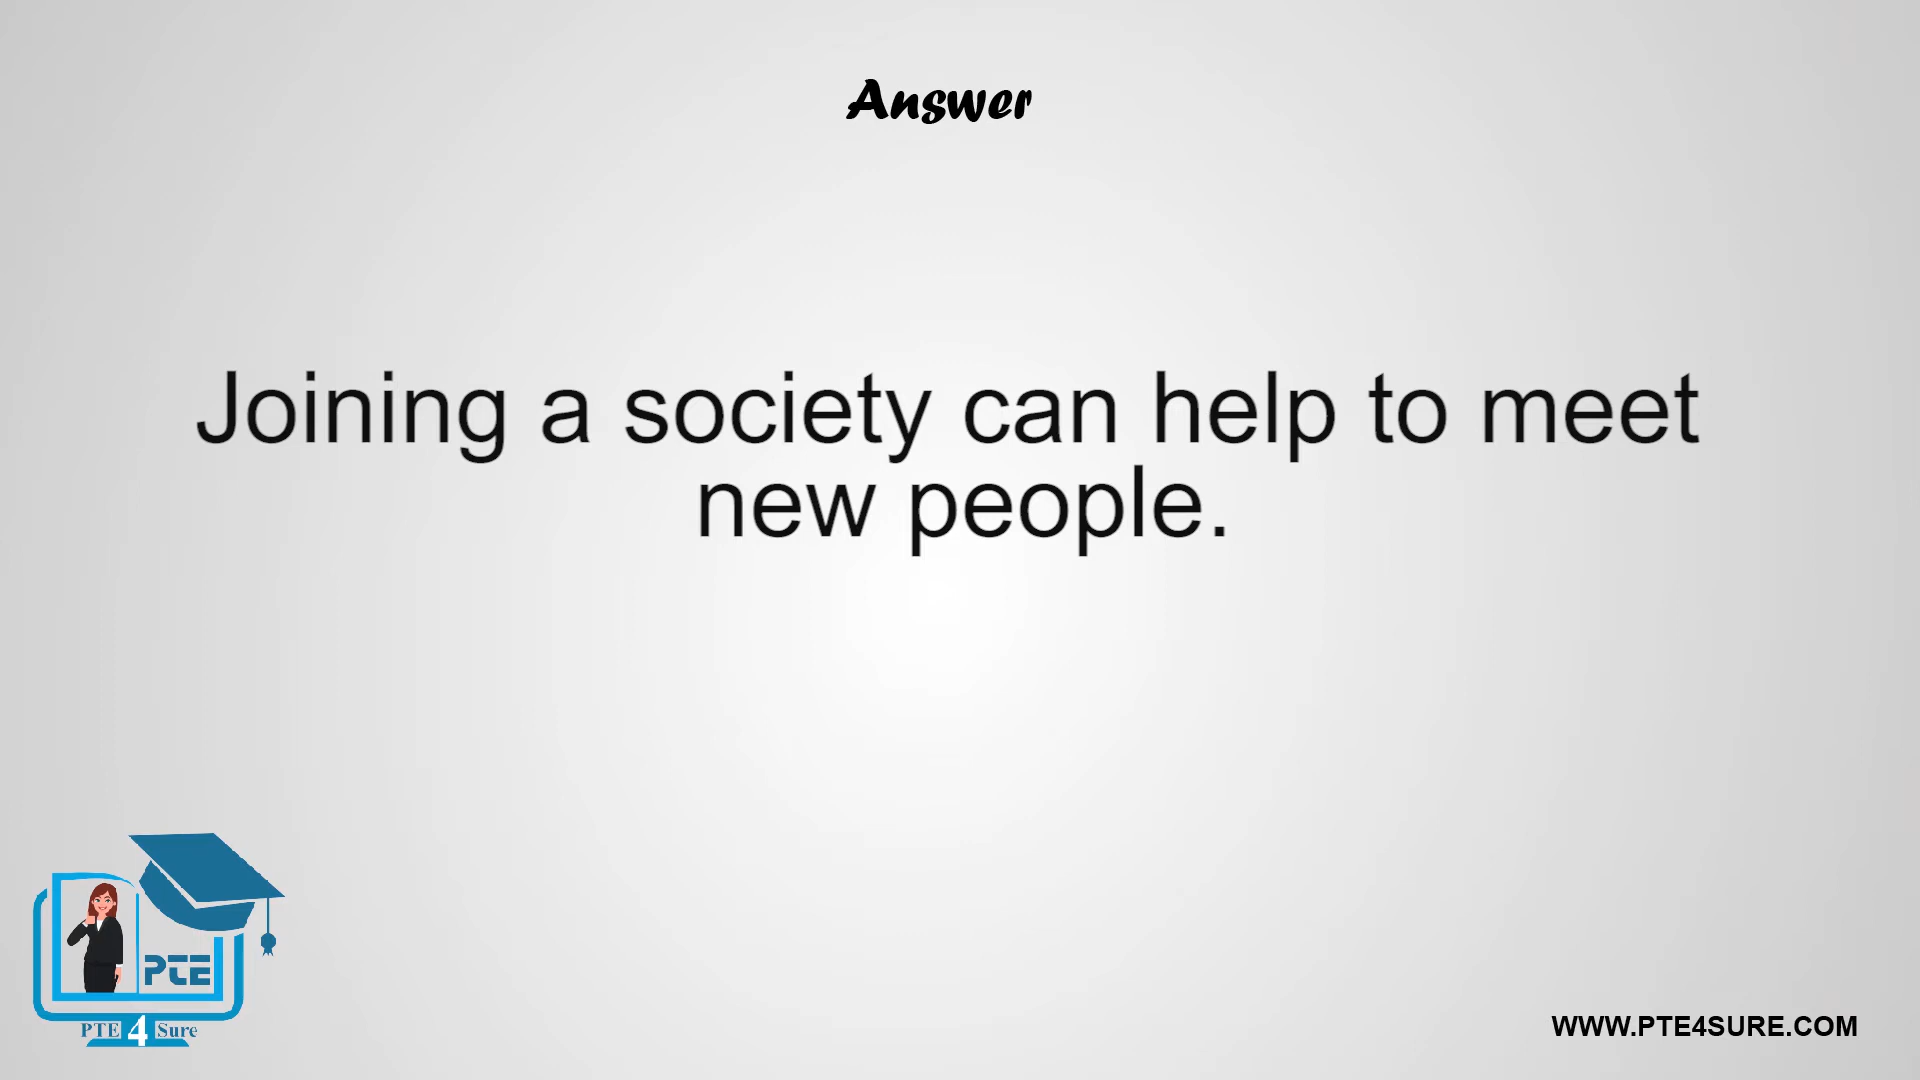 Answer
Joining a society can help to meet
new people.
PTE
PTE 4 Sure
WWW.PTE4SURE.COM